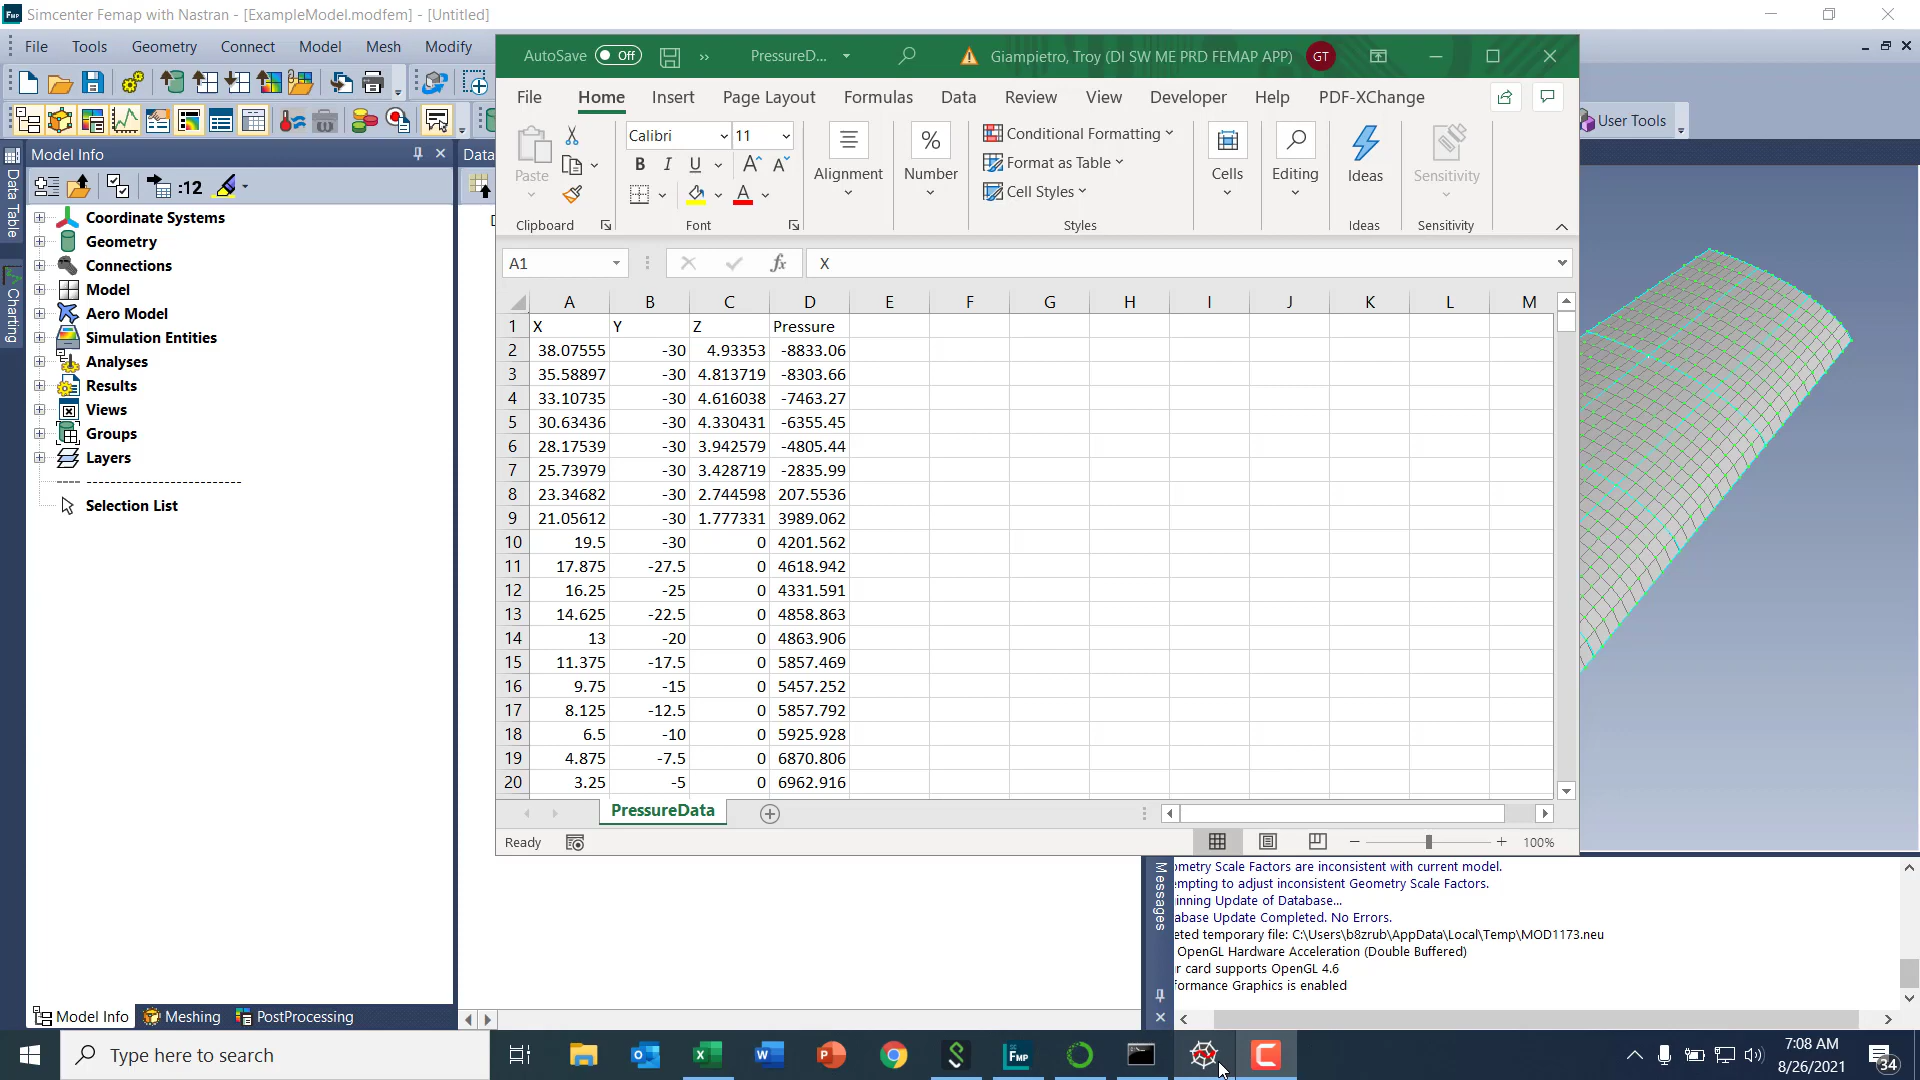 Simcenter Femap with Nastran - [ExampleModel.modfem] - [Untitled]
File Tools Geometry Connect Model Mesh Modify
AutoSave Off PressureD... Giampietro, Troy (DI SW ME PRD FEMAP APP) GT
File Home Insert Page Layout Formulas Data Review View Developer Help PDF-XChange
User Tools
Calibri 11
Paste
B I U
Alignment
%
Number
Conditional Formatting
Format as Table
Cell Styles
Cells
Editing
Ideas
Sensitivity
Clipboard Font Styles Ideas Sensitivity
A1 fx X
Model Info
:12
Coordinate Systems
Geometry
Connections
Model
Aero Model
Simulation Entities
Analyses
Results
Views
Groups
Layers
Selection List
Data Table
Charting
Data
A B C D E F G H I J K L M
1 X Y Z Pressure
2 38.07555 -30 4.93353 -8833.06
3 35.58897 -30 4.813719 -8303.66
4 33.10735 -30 4.616038 -7463.27
5 30.63436 -30 4.330431 -6355.45
6 28.17539 -30 3.942579 -4805.44
7 25.73979 -30 3.428719 -2835.99
8 23.34682 -30 2.744598 207.5536
9 21.05612 -30 1.777331 3989.062
10 19.5 -30 0 4201.562
11 17.875 -27.5 0 4618.942
12 16.25 -25 0 4331.591
13 14.625 -22.5 0 4858.863
14 13 -20 0 4863.906
15 11.375 -17.5 0 5857.469
16 9.75 -15 0 5457.252
17 8.125 -12.5 0 5857.792
18 6.5 -10 0 5925.928
19 4.875 -7.5 0 6870.806
20 3.25 -5 0 6962.916
PressureData
Ready 100%
Messages
ometry Scale Factors are inconsistent with current model.
empting to adjust inconsistent Geometry Scale Factors.
inning Update of Database...
abase Update Completed. No Errors.
eted temporary file: C:\Users\b8zrub\AppData\Local\Temp\MOD1173.neu
OpenGL Hardware Acceleration (Double Buffered)
r card supports OpenGL 4.6
formance Graphics is enabled
Model Info Meshing PostProcessing
Type here to search
FMP
7:08 AM
8/26/2021
34